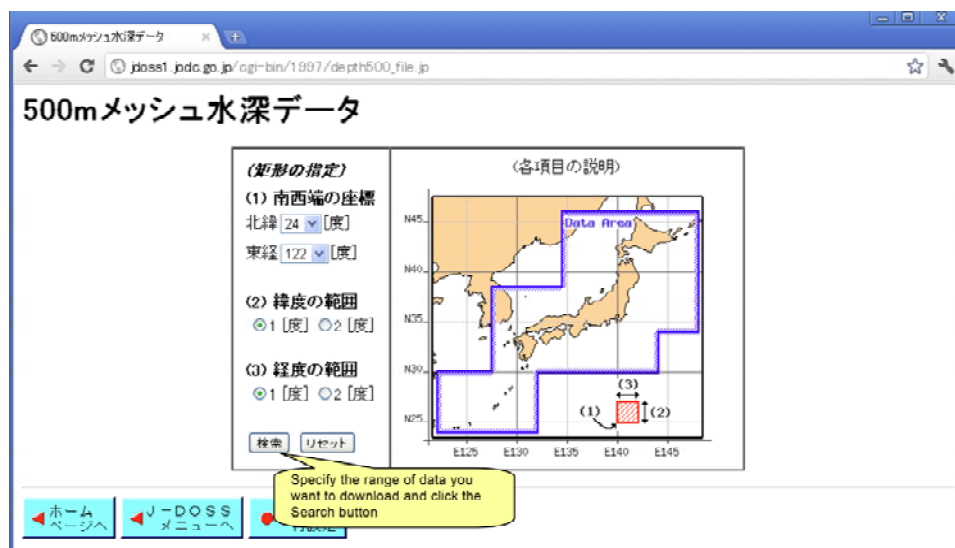 500mメッシュ水深データ
jdoss1.jodc.go.jp/cgi-bin/1997/depth500_file.jp
500mメッシュ水深データ
(矩形の指定)
(1) 南西端の座標
北緯 24 [度]
東経 122 [度]
(2) 緯度の範囲
1 [度] 2 [度]
(3) 経度の範囲
1 [度] 2 [度]
検索 リセット
(各項目の説明)
Data Area
N45
N40
N35
N30
N25
(3)
(1)
(2)
E125 E130 E135 E140 E145
Specify the range of data you
want to download and click the
Search button
ホーム
ページへ
J-DOSS
メニューへ